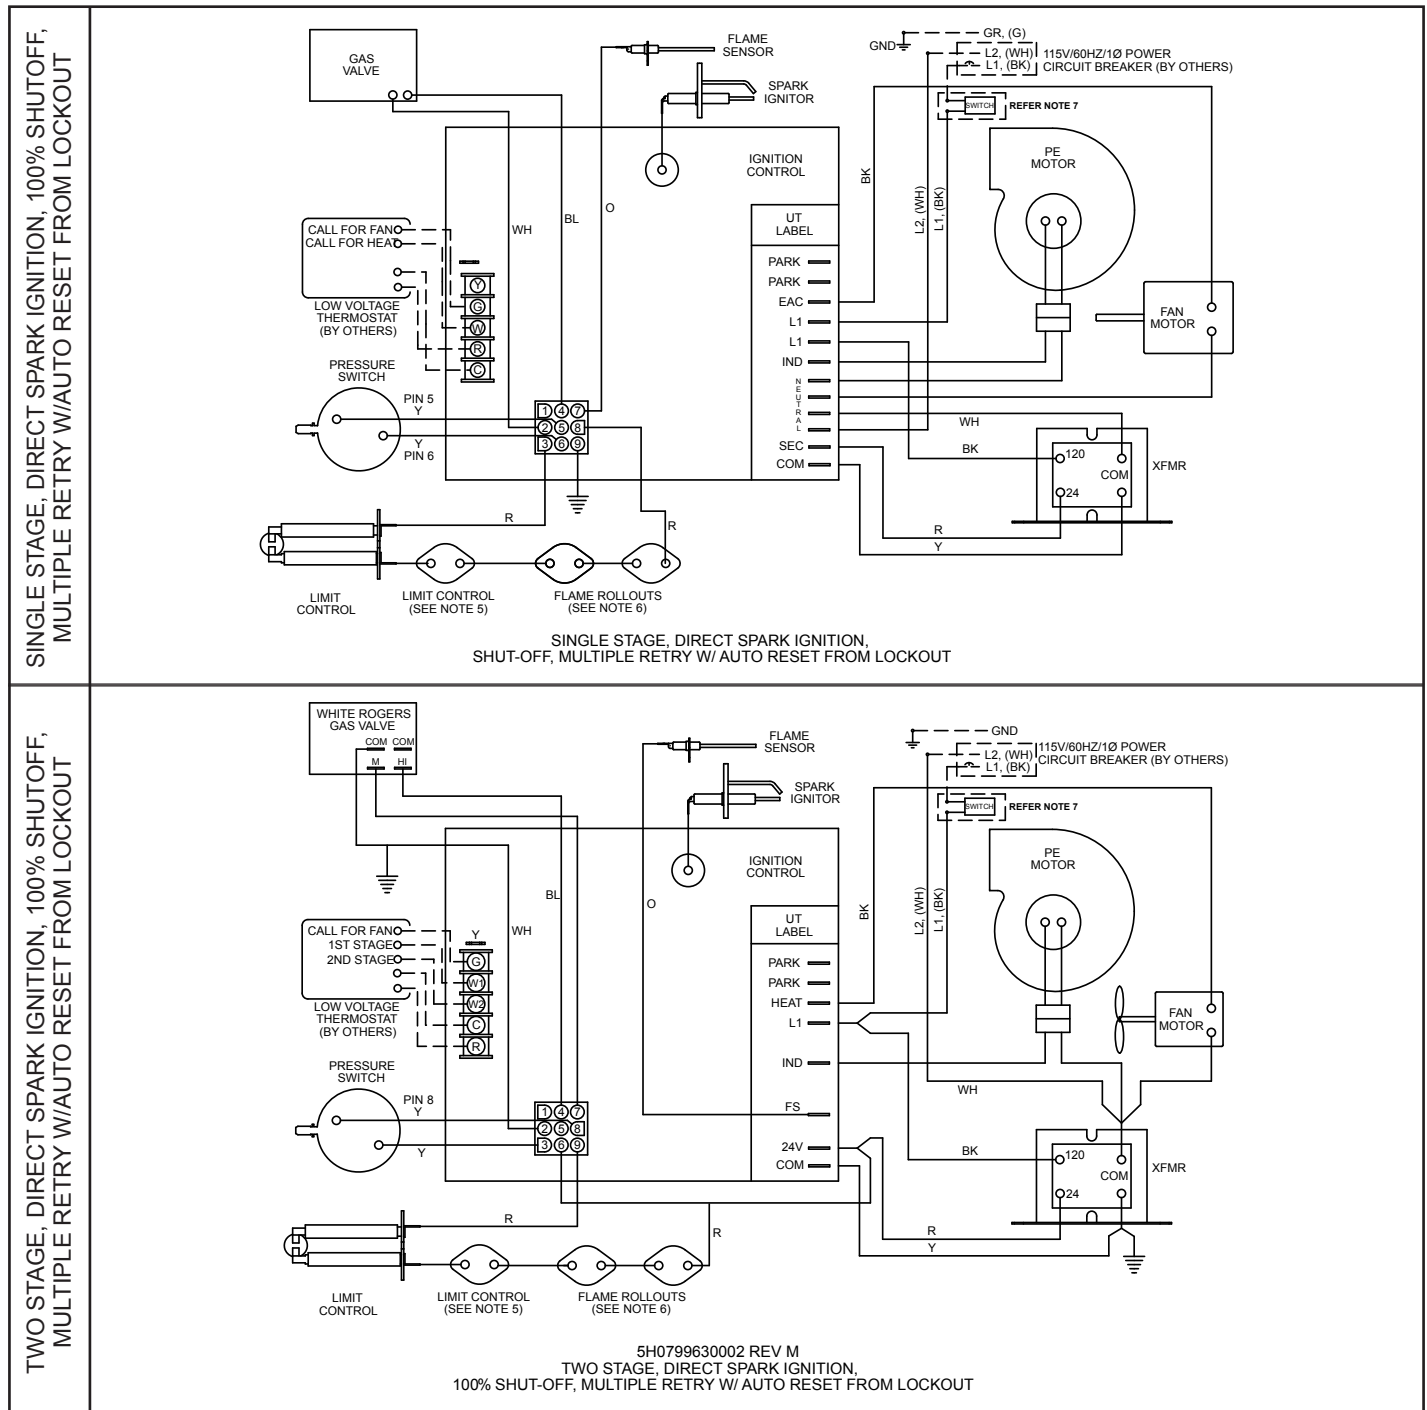 SINGLE STAGE, DIRECT SPARK IGNITION, 100% SHUTOFF,
MULTIPLE RETRY W/AUTO RESET FROM LOCKOUT
GAS
VALVE
FLAME
SENSOR
SPARK
IGNITOR
GND
GR, (G)
L2, (WH)
L1, (BK)
115V/60HZ/1Ø POWER
CIRCUIT BREAKER (BY OTHERS)
SWITCH
REFER NOTE 7
PE
MOTOR
IGNITION
CONTROL
BK
L2, (WH)
L1, (BK)
O
BL
WH
UT
LABEL
CALL FOR FAN
CALL FOR HEAT
LOW VOLTAGE
THERMOSTAT
(BY OTHERS)
Y
G
W
R
C
PARK
PARK
EAC
L1
L1
IND
NEUTRAL
SEC
COM
FAN
MOTOR
PRESSURE
SWITCH
PIN 5
Y
Y
PIN 6
1 4 7
2 5 8
3 6 9
WH
BK
120
COM
24
XFMR
R
Y
R
R
LIMIT
CONTROL
LIMIT CONTROL
(SEE NOTE 5)
FLAME ROLLOUTS
(SEE NOTE 6)
SINGLE STAGE, DIRECT SPARK IGNITION,
SHUT-OFF, MULTIPLE RETRY W/ AUTO RESET FROM LOCKOUT
TWO STAGE, DIRECT SPARK IGNITION, 100% SHUTOFF,
MULTIPLE RETRY W/AUTO RESET FROM LOCKOUT
WHITE ROGERS
GAS VALVE
COM COM
M HI
FLAME
SENSOR
SPARK
IGNITOR
GND
L2, (WH)
L1, (BK)
115V/60HZ/1Ø POWER
CIRCUIT BREAKER (BY OTHERS)
SWITCH
REFER NOTE 7
PE
MOTOR
IGNITION
CONTROL
BK
L2, (WH)
L1, (BK)
BL
O
WH
UT
LABEL
CALL FOR FAN
1ST STAGE
2ND STAGE
LOW VOLTAGE
THERMOSTAT
(BY OTHERS)
Y
G
W1
W2
C
R
PARK
PARK
HEAT
L1
IND
FS
24V
COM
FAN
MOTOR
PRESSURE
SWITCH
PIN 8
Y
Y
1 4 7
2 5 8
3 6 9
WH
BK
120
COM
24
XFMR
R
Y
R
R
LIMIT
CONTROL
LIMIT CONTROL
(SEE NOTE 5)
FLAME ROLLOUTS
(SEE NOTE 6)
5H0799630002 REV M
TWO STAGE, DIRECT SPARK IGNITION,
100% SHUT-OFF, MULTIPLE RETRY W/ AUTO RESET FROM LOCKOUT